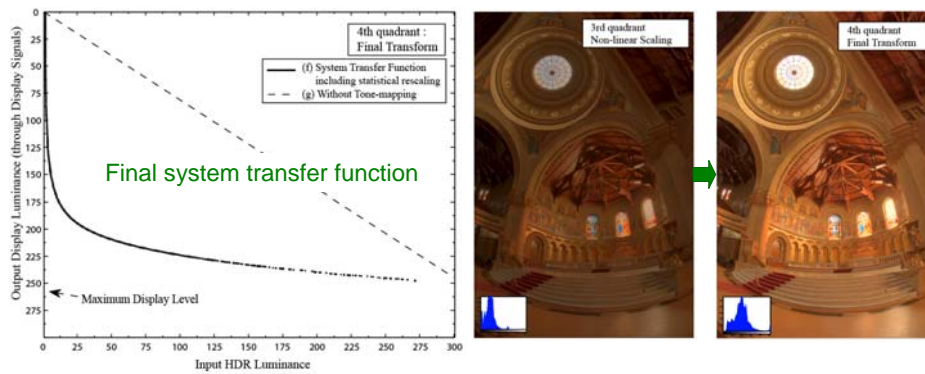 4th quadrant :
Final Transform
(f) System Transfer Function
including statistical rescaling
(g) Without Tone-mapping
Output Display Luminance (through Display Signals)
0
25
50
75
100
125
150
175
200
225
250
275
Final system transfer function
Maximum Display Level
0 25 50 75 100 125 150 175 200 225 250 275 300
Input HDR Luminance
3rd quadrant
Non-linear Scaling
4th quadrant
Final Transform